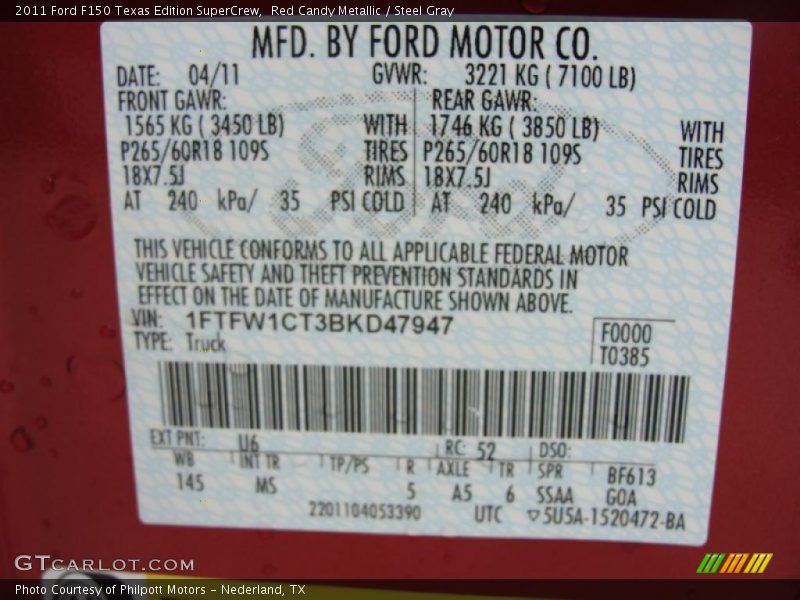 2011 Ford F150 Texas Edition SuperCrew,  Red Candy Metallic / Steel Gray
MFD. BY FORD MOTOR CO.
DATE: 04/11 GVWR: 3221 KG ( 7100 LB)
FRONT GAWR: REAR GAWR:
1565 KG ( 3450 LB) WITH 1746 KG ( 3850 LB) WITH
P265/60R18 109S TIRES P265/60R18 109S TIRES
18X7.5J RIMS 18X7.5J RIMS
AT 240 kPa/ 35 PSI COLD AT 240 kPa/ 35 PSI COLD
THIS VEHICLE CONFORMS TO ALL APPLICABLE FEDERAL MOTOR
VEHICLE SAFETY AND THEFT PREVENTION STANDARDS IN
EFFECT ON THE DATE OF MANUFACTURE SHOWN ABOVE.
VIN: 1FTFW1CT3BKD47947 F0000
TYPE: Truck T0385
EXT PNT: U6 RC: 52 DSO:
WB INT TR TP/PS R AXLE TR SPR BF613
145 MS 5 A5 6 SSAA GOA
2201104053390 UTC ▽5U5A-1520472-BA
GTCARLOT.COM
Photo Courtesy of Philpott Motors - Nederland, TX